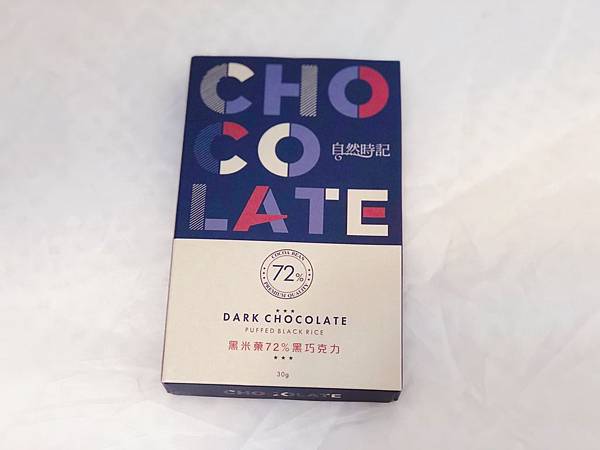 CHO
CO
自然時記
LATE
COCOA BEAN
72%
PREMIUM QUALITY
DARK CHOCOLATE
PUFFED BLACK RICE
黑米菓72%黑巧克力
30g
CHOCOLATE